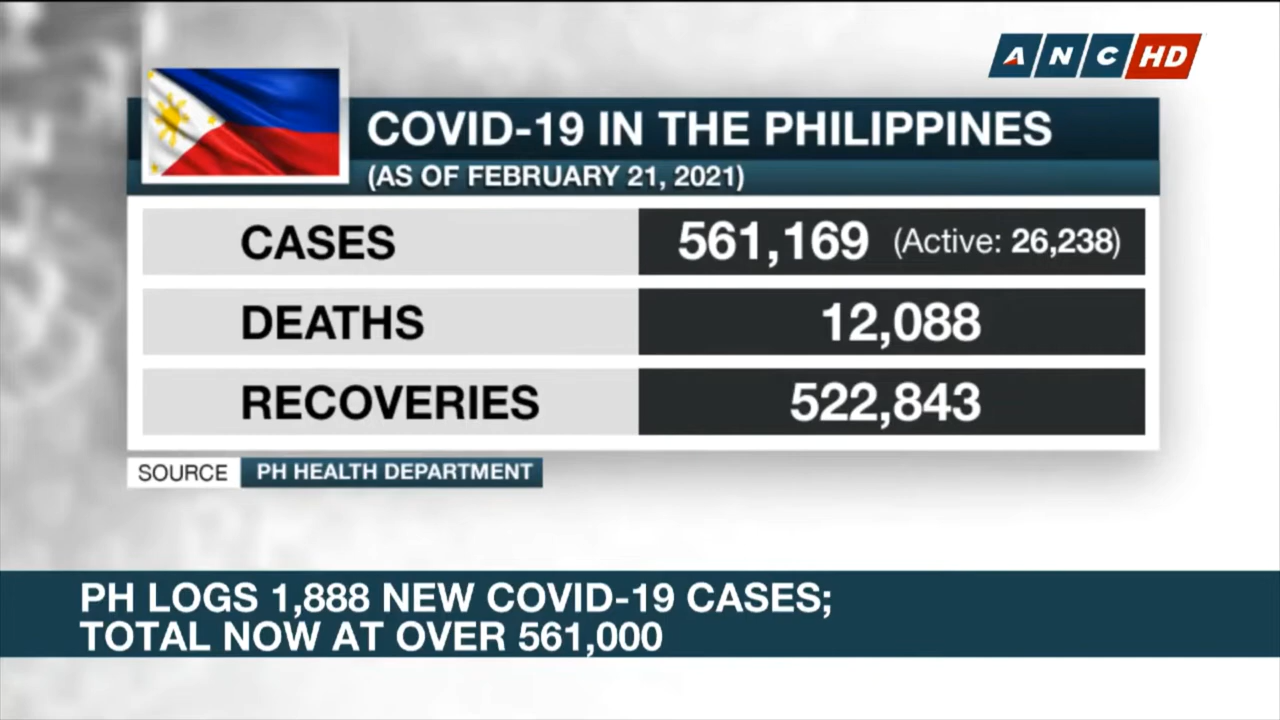 ANC HD
COVID-19 IN THE PHILIPPINES
(AS OF FEBRUARY 21, 2021)
CASES 561,169 (Active: 26,238)
DEATHS 12,088
RECOVERIES 522,843
SOURCE PH HEALTH DEPARTMENT
PH LOGS 1,888 NEW COVID-19 CASES;
TOTAL NOW AT OVER 561,000